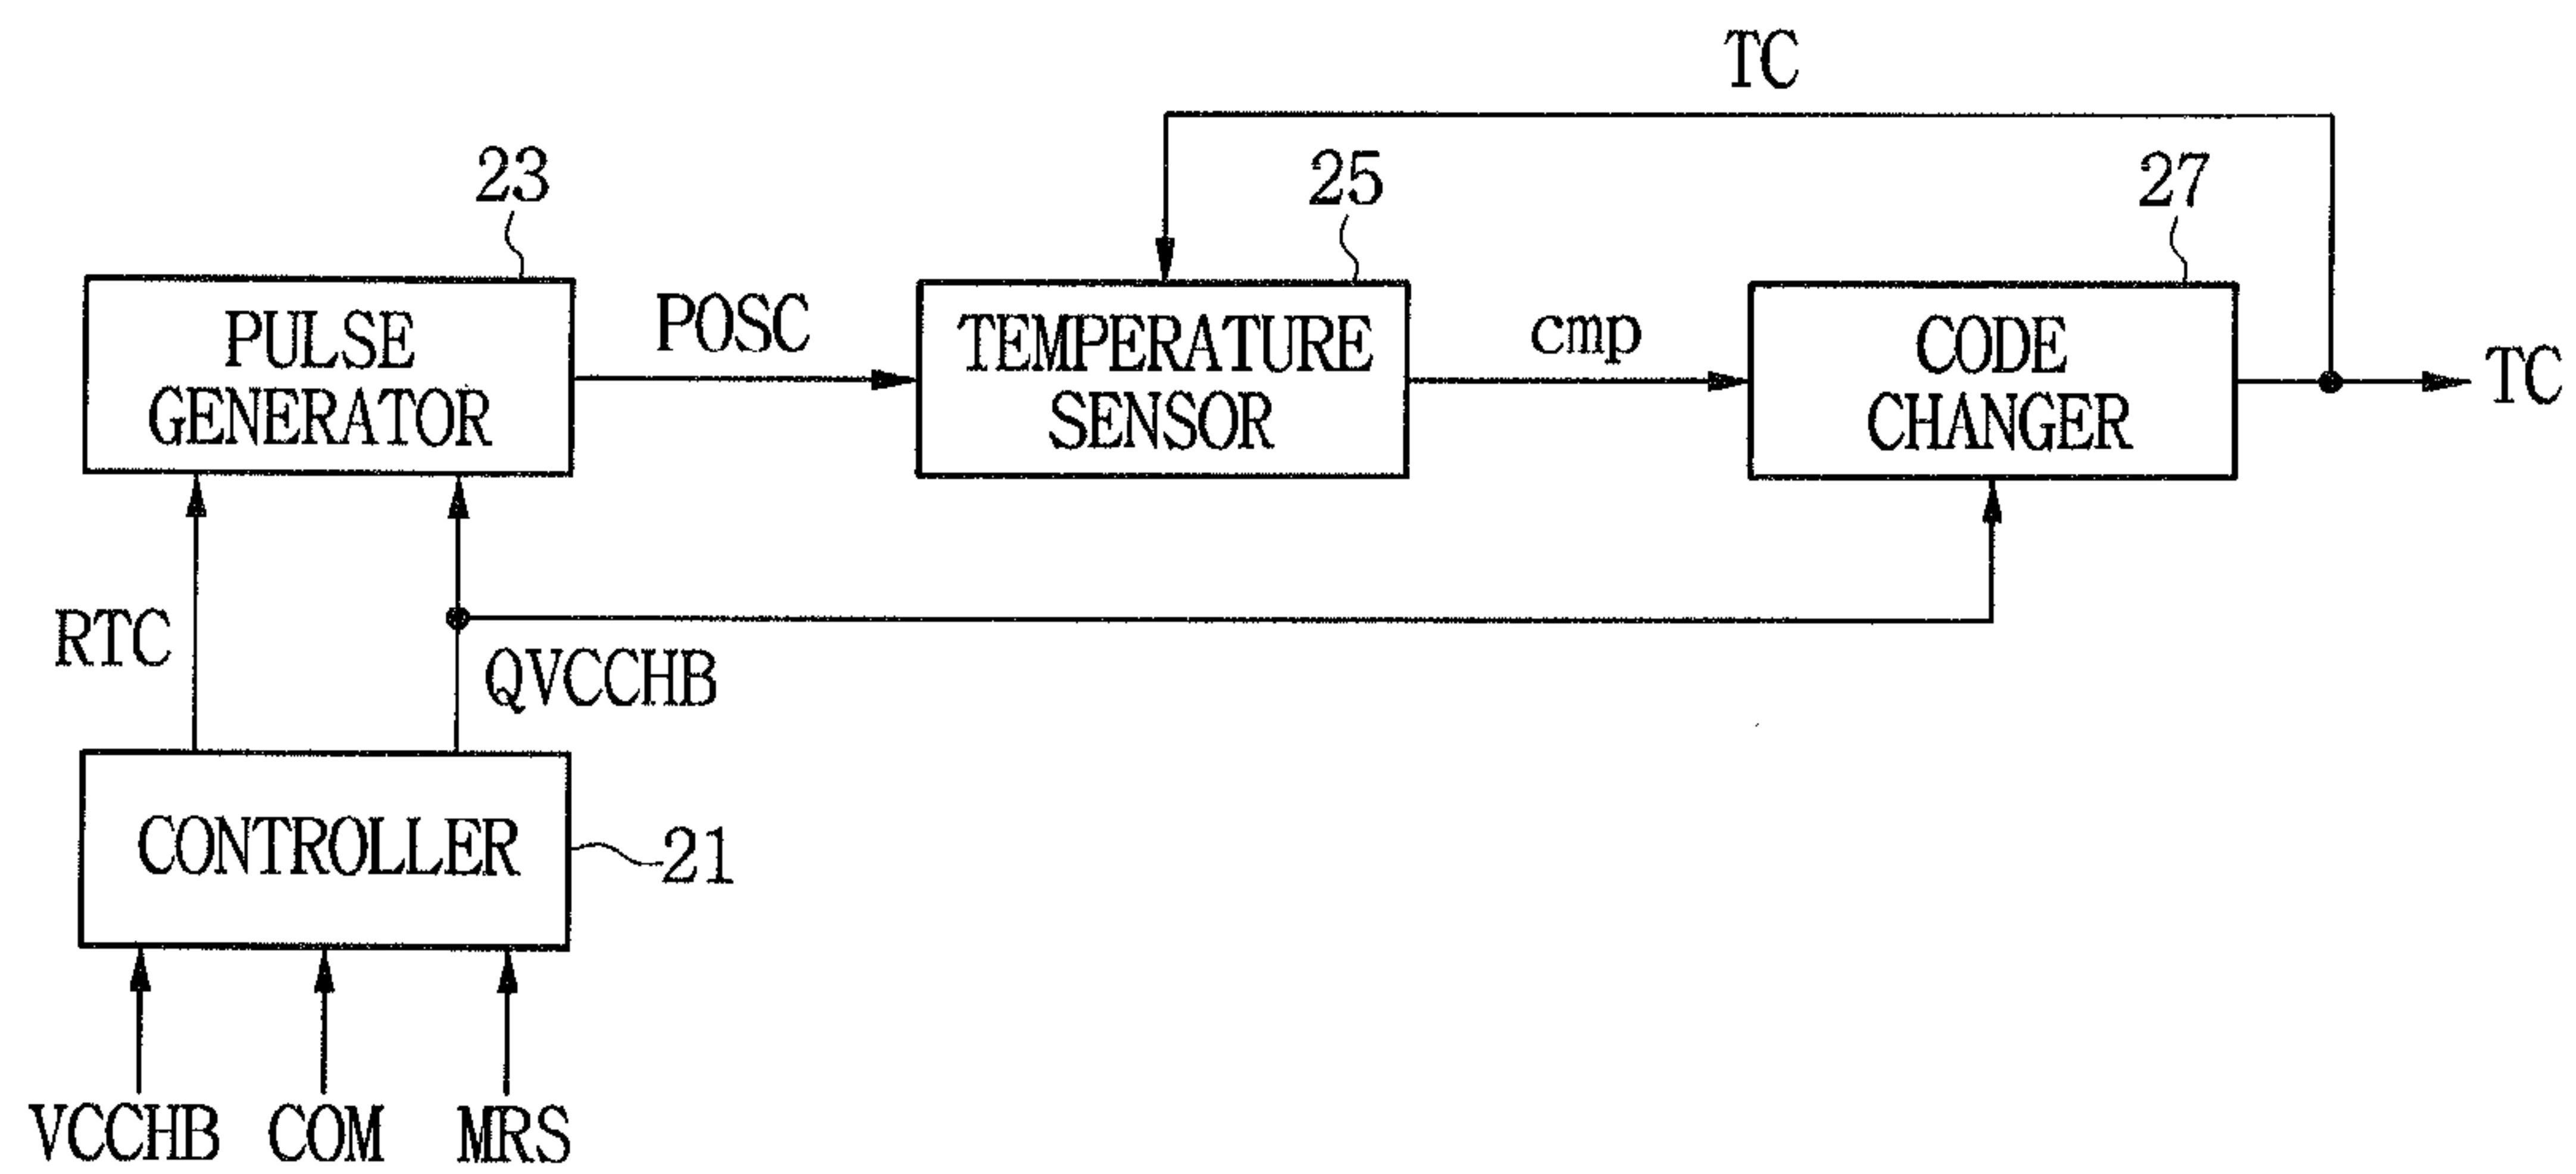 TC
23
25
27
PULSE
GENERATOR
POSC
TEMPERATURE
SENSOR
cmp
CODE
CHANGER
TC
RTC
QVCCHB
CONTROLLER
21
VCCHB
COM
MRS